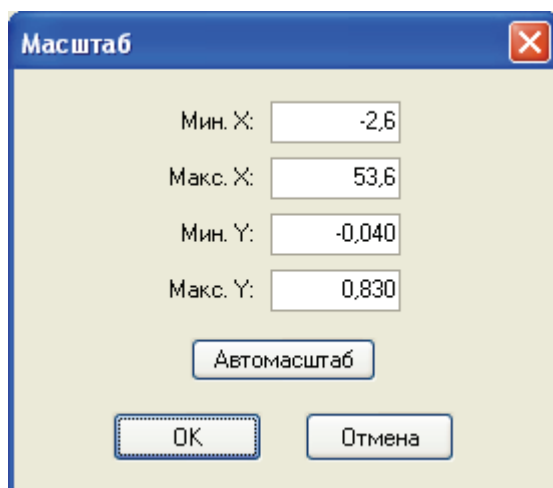 Масштаб
Мин. X: -2,6
Макс. X: 53,6
Мин. Y: -0,040
Макс. Y: 0,830
Автомасштаб
OK Отмена